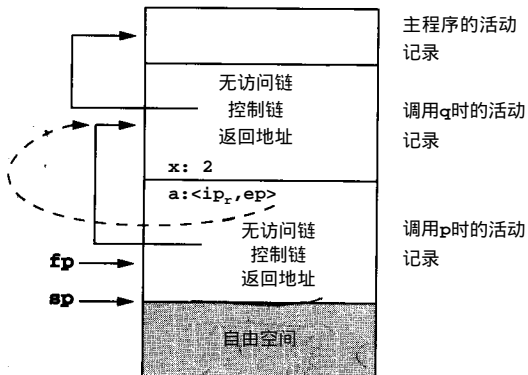 主程序的活动
记录
无访问链
控制链
返回地址
x: 2
调用q时的活动
记录
a:<ipr,ep>
无访问链
控制链
返回地址
调用p时的活动
记录
fp
sp
自由空间